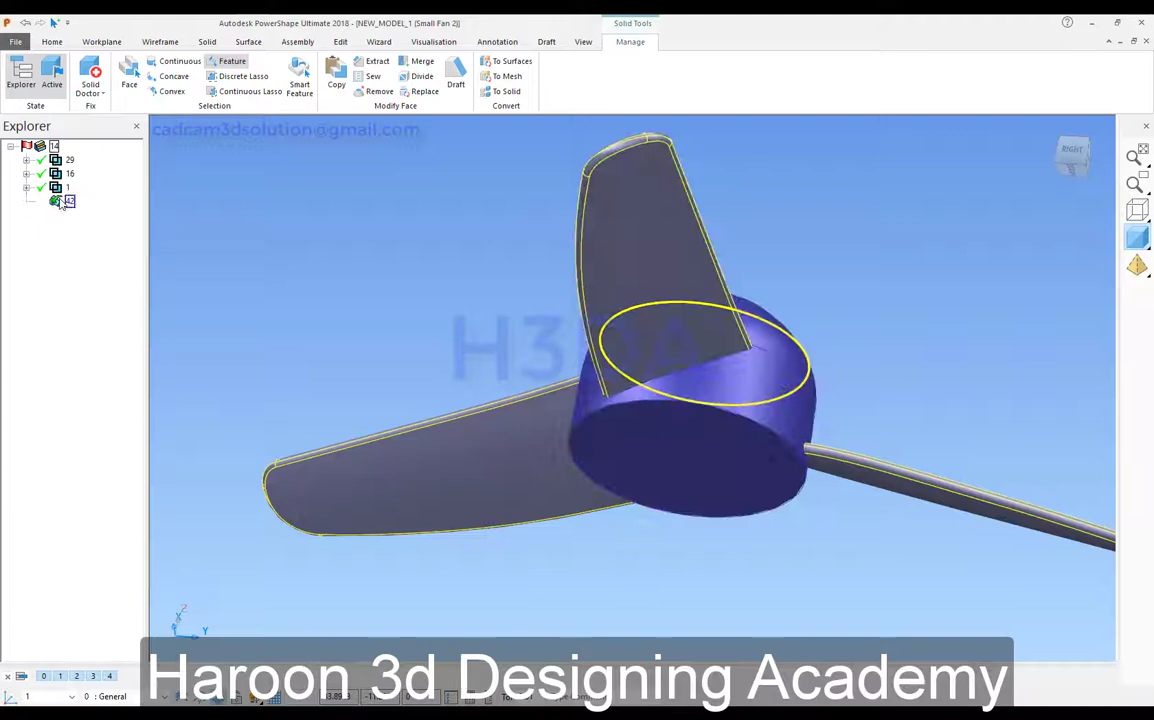 Autodesk PowerShape Ultimate 2018 - [NEW_MODEL_1 (Small Fan 2)]
Solid Tools
File Home Workplane Wireframe Solid Surface Assembly Edit Wizard Visualisation Annotation Draft View Manage
Explorer Active
State
Solid Doctor
Fix
Face
Continuous
Concave
Convex
Feature
Discrete Lasso
Continuous Lasso
Smart Feature
Selection
Copy
Extract
Sew
Remove
Merge
Divide
Replace
Draft
Modify Face
To Surfaces
To Mesh
To Solid
Convert
Explorer
14
29
16
1
42
cadcam3dsolution@gmail.com
RIGHT
H3DA
Z
X
Y
Haroon 3d Designing Academy
0 1 2 3 4
1
0 : General